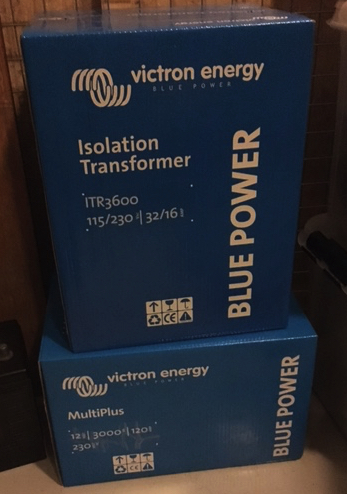 victron energy
BLUE POWER
Isolation
Transformer
ITR3600
115/230 | 32/16
BLUE POWER
victron energy
BLUE POWER
MultiPlus
12 | 3000 | 120
230
BLUE POWER